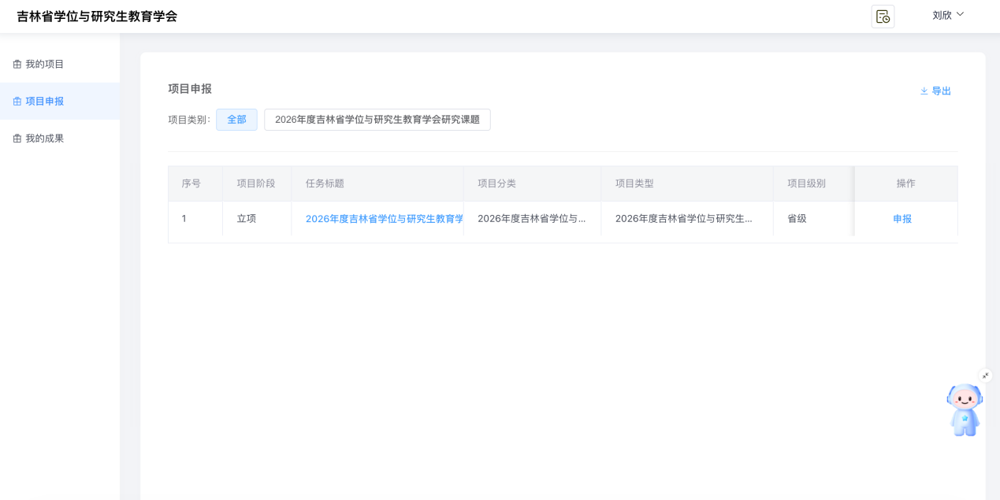 吉林省学位与研究生教育学会
刘欣
我的项目
项目申报
我的成果
项目申报
导出
项目类别: 全部 2026年度吉林省学位与研究生教育学会研究课题
序号 项目阶段 任务标题 项目分类 项目类型 项目级别 操作
1 立项 2026年度吉林省学位与研究生教育学 2026年度吉林省学位与... 2026年度吉林省学位与研究生... 省级 申报